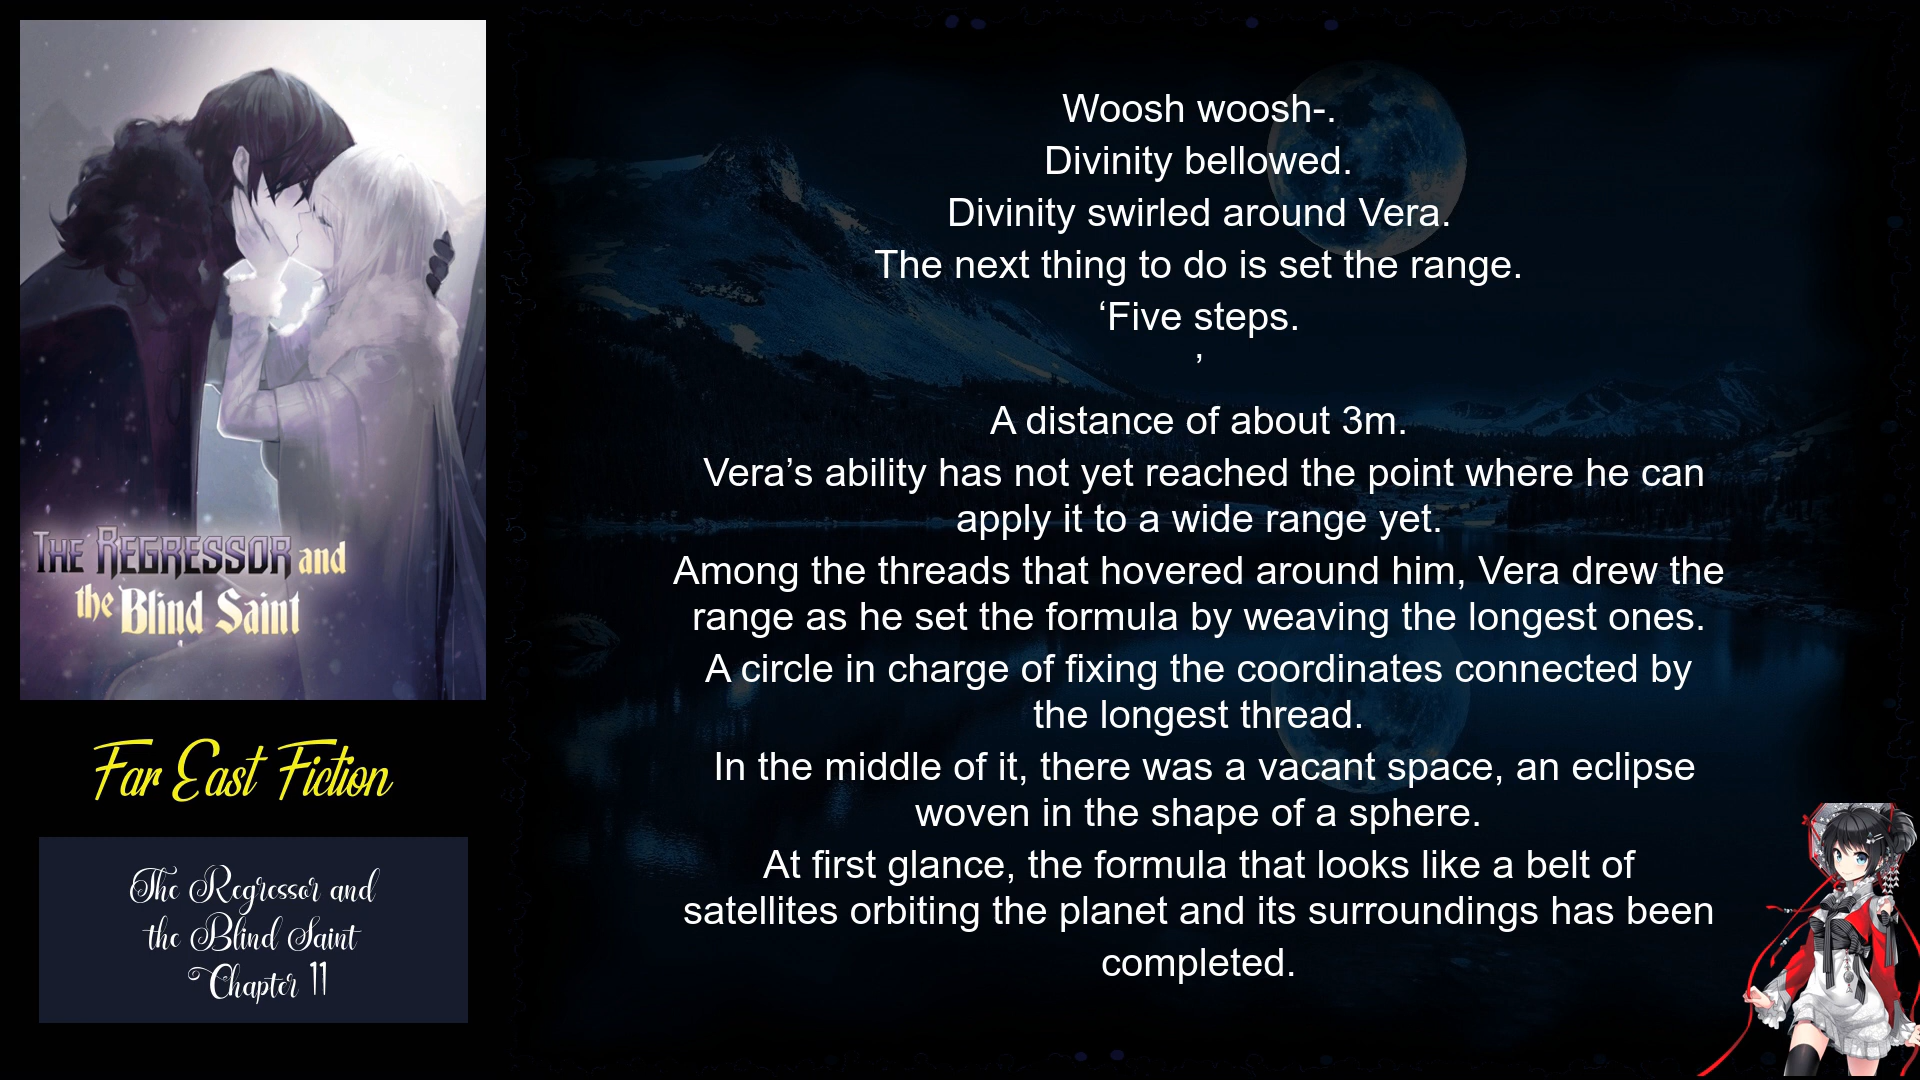 THE REGRESSOR and
the Blind Saint
Far East Fiction
The Regressor and
the Blind Saint
Chapter 11
Woosh woosh-.
Divinity bellowed.
Divinity swirled around Vera.
The next thing to do is set the range.
‘Five steps.
’
A distance of about 3m.
Vera’s ability has not yet reached the point where he can
apply it to a wide range yet.
Among the threads that hovered around him, Vera drew the
range as he set the formula by weaving the longest ones.
A circle in charge of fixing the coordinates connected by
the longest thread.
In the middle of it, there was a vacant space, an eclipse
woven in the shape of a sphere.
At first glance, the formula that looks like a belt of
satellites orbiting the planet and its surroundings has been
completed.